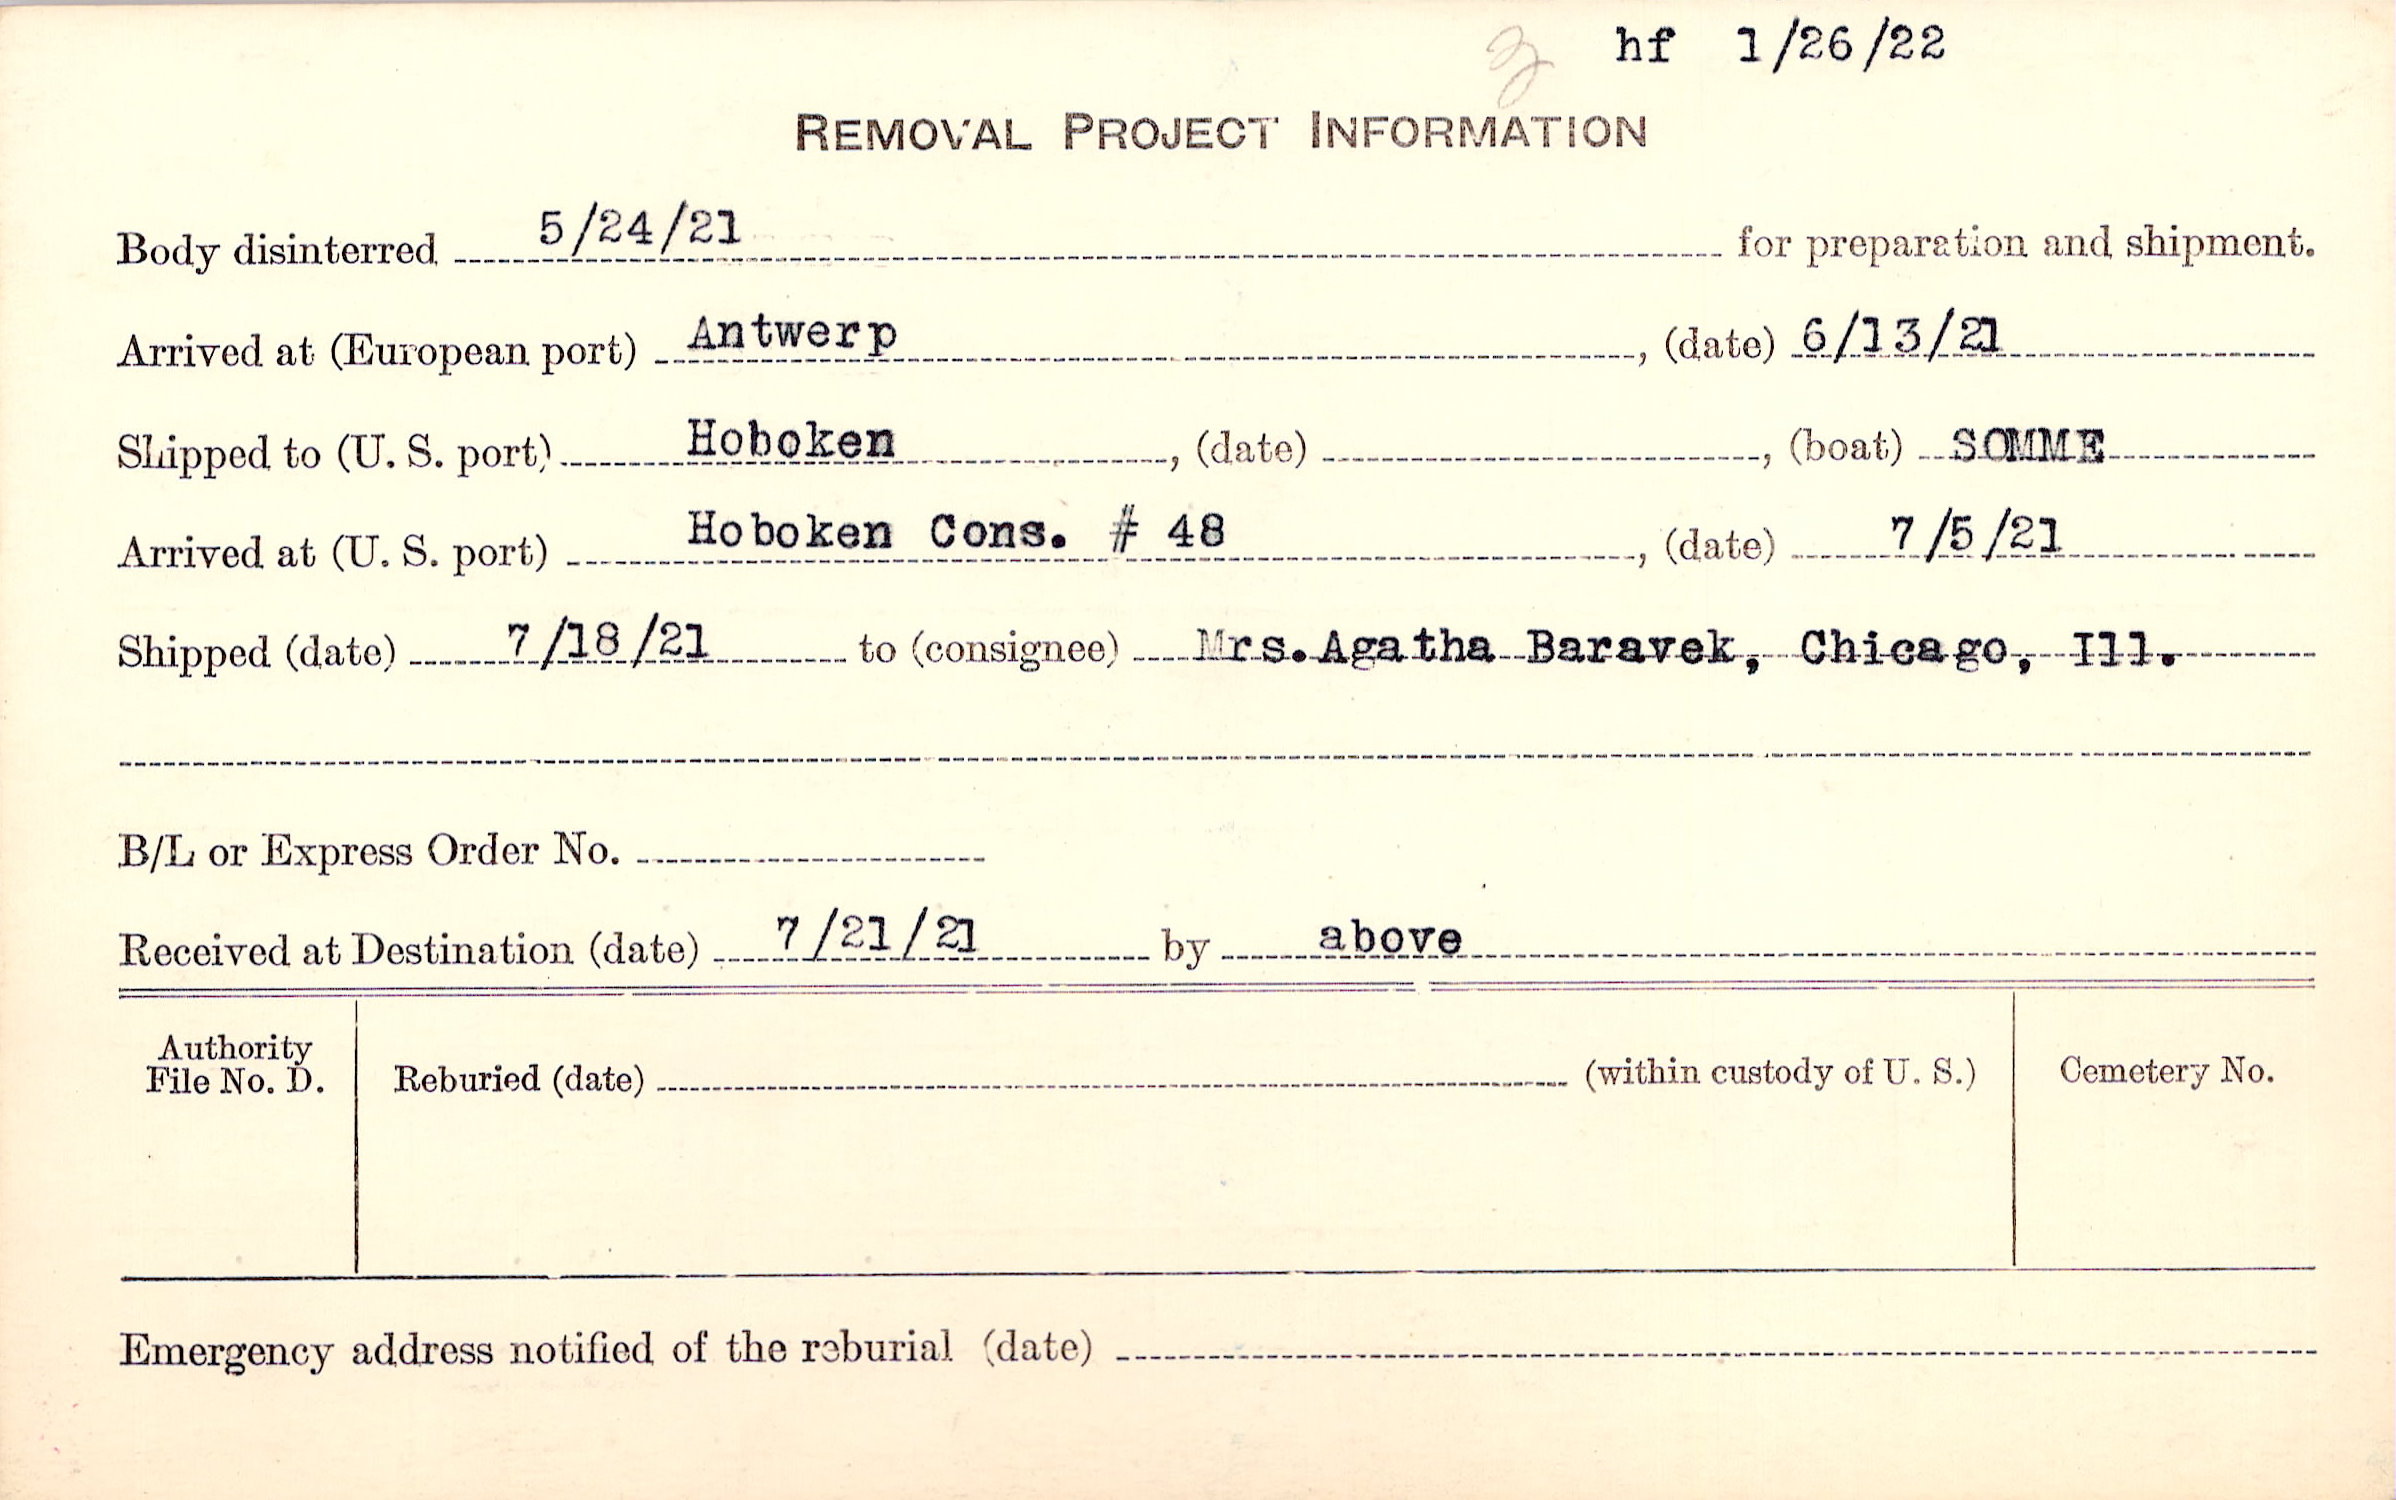 hf 1/26/22
REMOVAL PROJECT INFORMATION
Body disinterred 5/24/21 for preparation and shipment.
Arrived at (European port) Antwerp, (date) 6/13/21
Shipped to (U. S. port) Hoboken, (date) , (boat) SOMME
Arrived at (U. S. port) Hoboken Cons. # 48, (date) 7/5/21
Shipped (date) 7/18/21 to (consignee) Mrs. Agatha Baravek, Chicago, Ill.
B/L or Express Order No.
Received at Destination (date) 7/21/21 by above
Authority
File No. D.
Reburied (date) (within custody of U. S.)
Cemetery No.
Emergency address notified of the reburial (date)